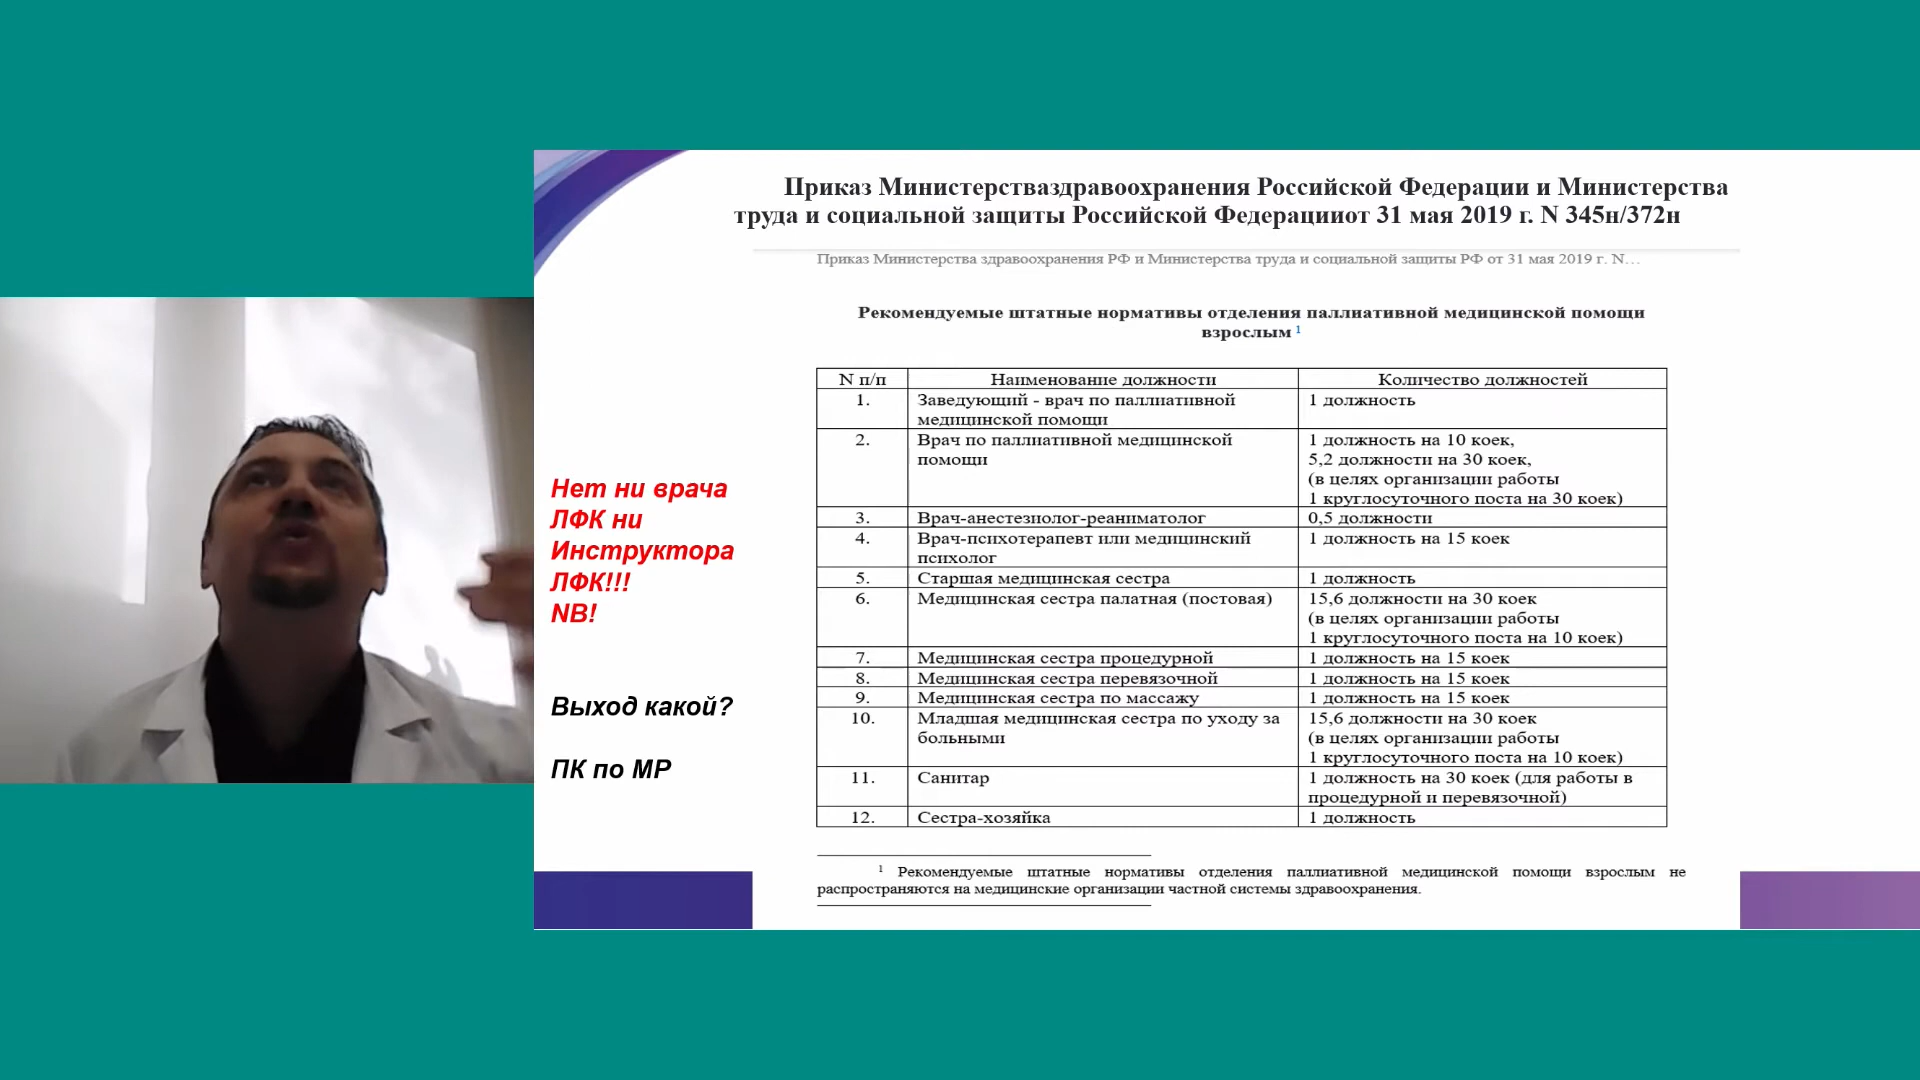 Приказ Министерстваздравоохранения Российской Федерации и Министерства
труда и социальной защиты Российской Федерацииот 31 мая 2019 г. N 345н/372н
Приказ Министерства здравоохранения РФ и Министерства труда и социальной защиты РФ от 31 мая 2019 г. N…
Рекомендуемые штатные нормативы отделения паллиативной медицинской помощи
взрослым 1
Нет ни врача
ЛФК ни
Инструктора
ЛФК!!!
NB!
Выход какой?
ПК по МР
N п/п Наименование должности Количество должностей
1. Заведующий - врач по паллиативной 1 должность
медицинской помощи
2. Врач по паллиативной медицинской 1 должность на 10 коек,
помощи 5,2 должности на 30 коек,
(в целях организации работы
1 круглосуточного поста на 30 коек)
3. Врач-анестезиолог-реаниматолог 0,5 должности
4. Врач-психотерапевт или медицинский 1 должность на 15 коек
психолог
5. Старшая медицинская сестра 1 должность
6. Медицинская сестра палатная (постовая) 15,6 должности на 30 коек
(в целях организации работы
1 круглосуточного поста на 10 коек)
7. Медицинская сестра процедурной 1 должность на 15 коек
8. Медицинская сестра перевязочной 1 должность на 15 коек
9. Медицинская сестра по массажу 1 должность на 15 коек
10. Младшая медицинская сестра по уходу за 15,6 должности на 30 коек
больными (в целях организации работы
1 круглосуточного поста на 10 коек)
11. Санитар 1 должность на 30 коек (для работы в
процедурной и перевязочной)
12. Сестра-хозяйка 1 должность
1 Рекомендуемые штатные нормативы отделения паллиативной медицинской помощи взрослым не
распространяются на медицинские организации частной системы здравоохранения.